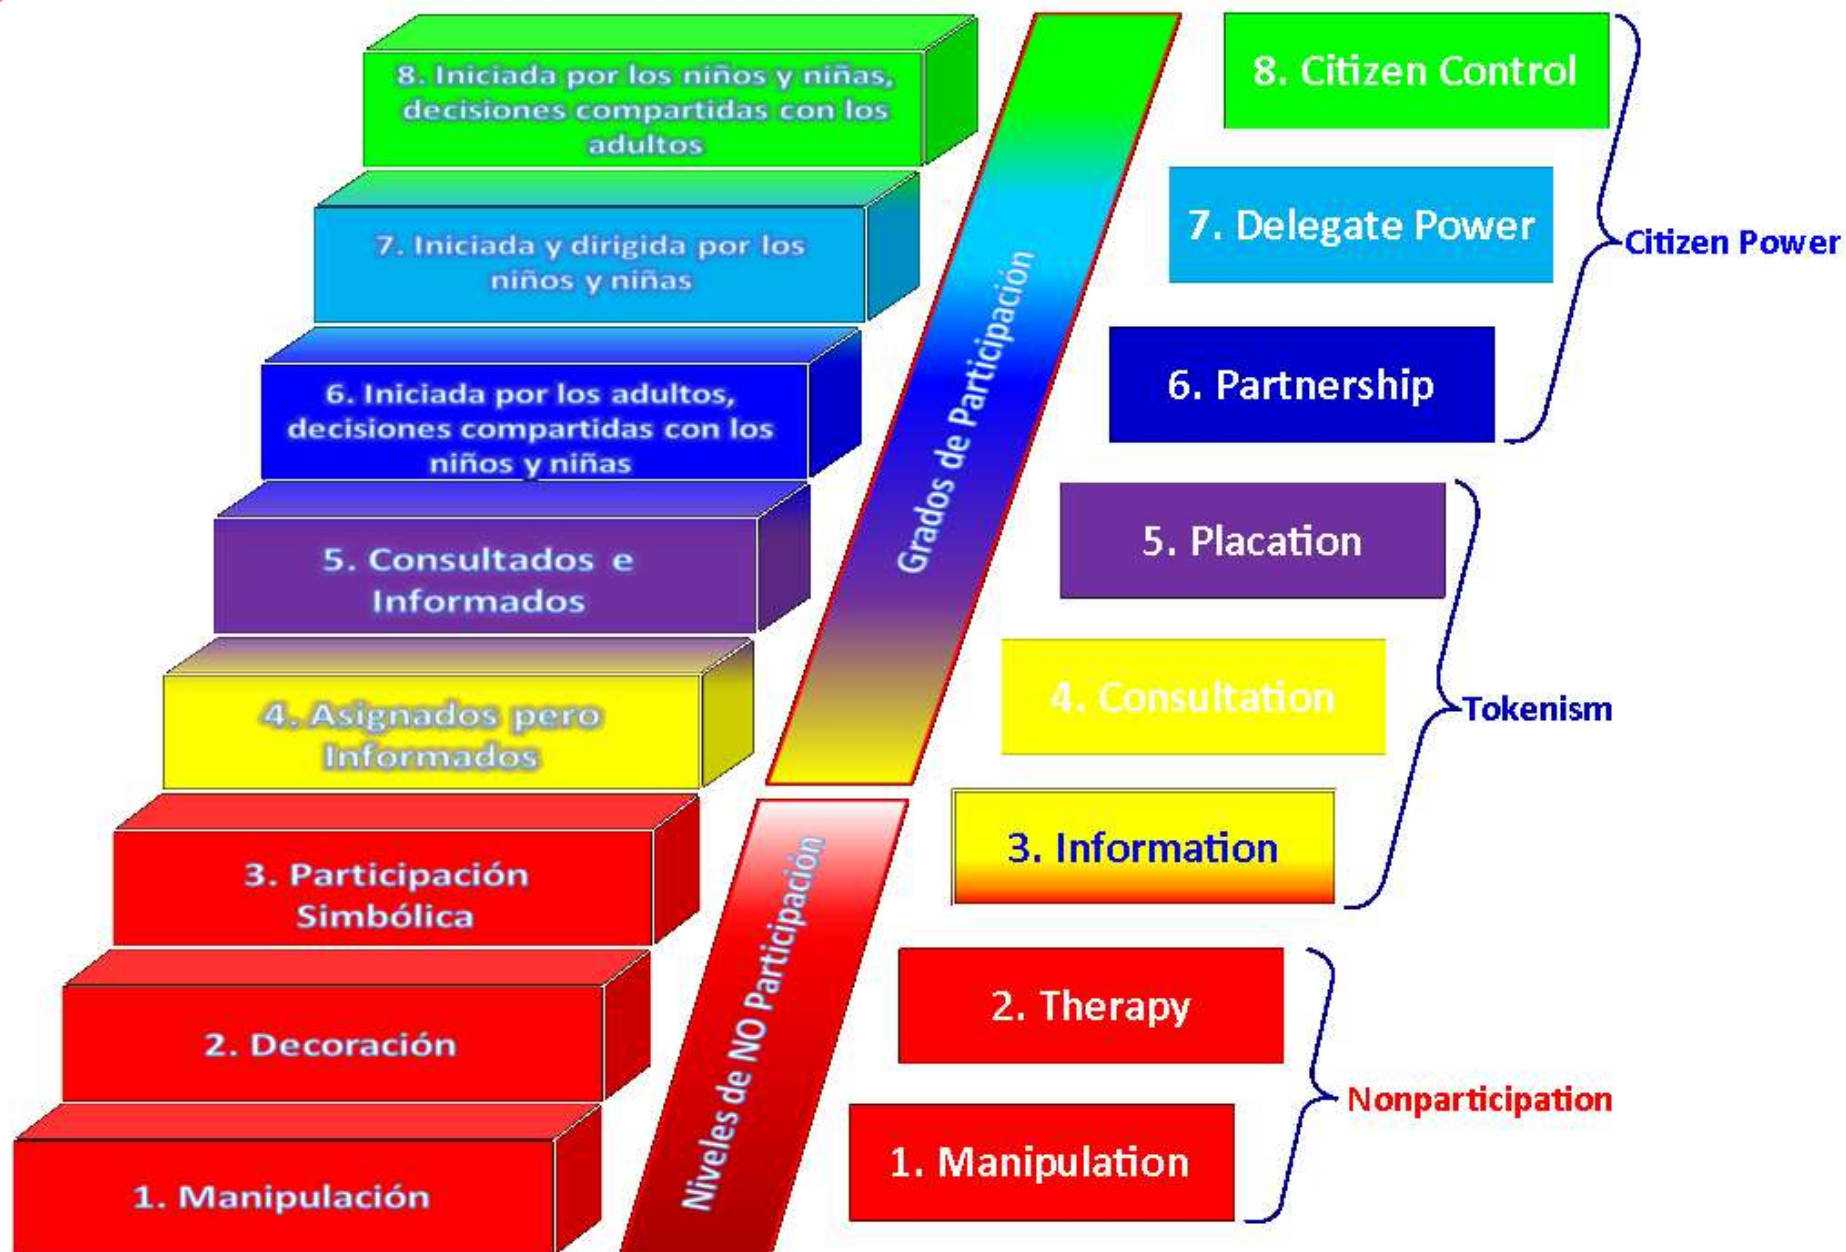 8. Iniciada por los niños y niñas,
decisiones compartidas con los
adultos
7. Iniciada y dirigida por los
niños y niñas
6. Iniciada por los adultos,
decisiones compartidas con los
niños y niñas
5. Consultados e
Informados
4. Asignados pero
Informados
3. Participación
Simbólica
2. Decoración
1. Manipulación
Grados de Participación
Niveles de NO Participación
8. Citizen Control
7. Delegate Power
6. Partnership
Citizen Power
5. Placation
4. Consultation
3. Information
Tokenism
2. Therapy
1. Manipulation
Nonparticipation